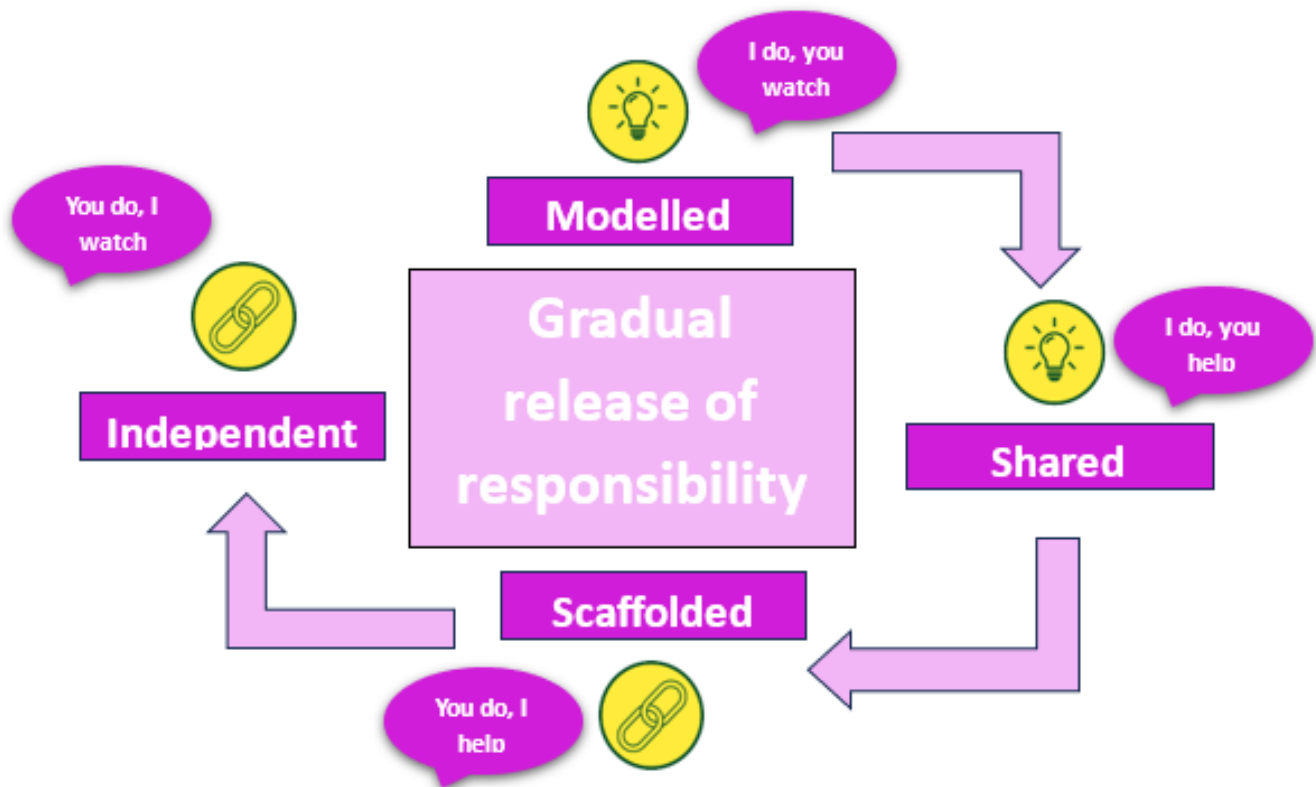 I do, you
watch
Modelled
You do, I
watch
Independent
Gradual
release of
responsibility
I do, you
help
Shared
Scaffolded
You do, I
help